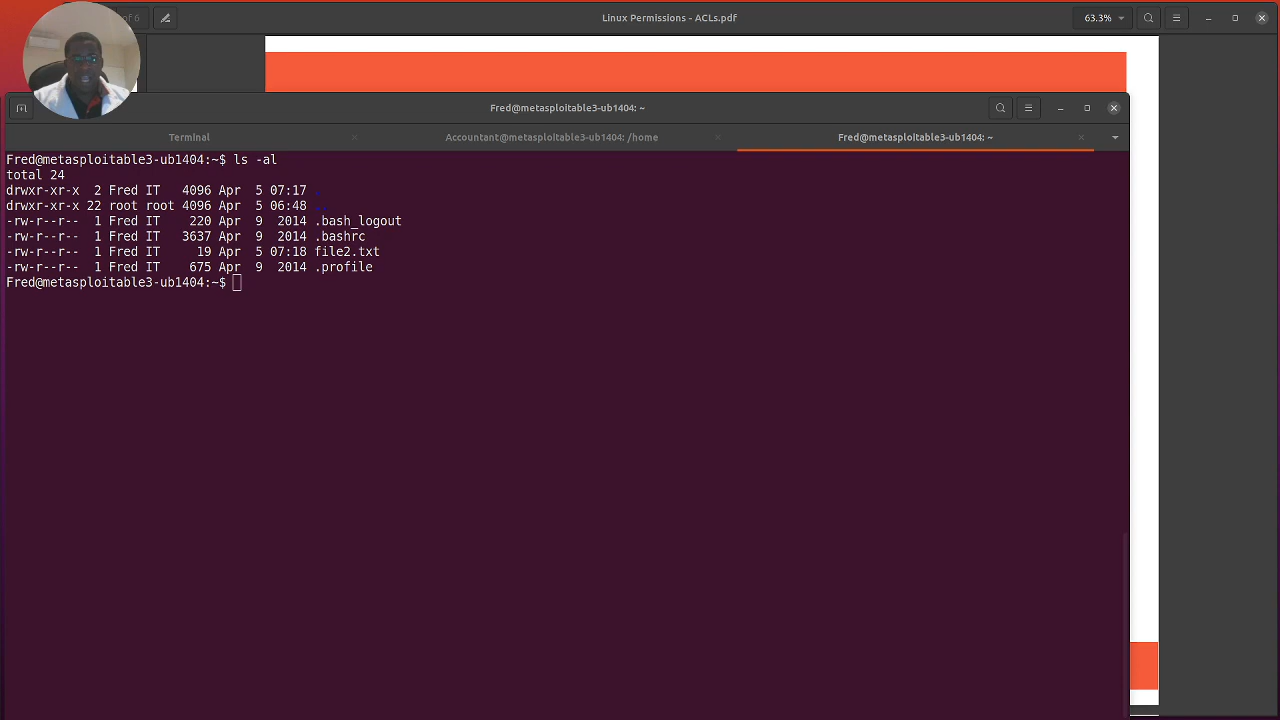 of 6
Linux Permissions - ACLs.pdf
63.3%
Fred@metasploitable3-ub1404: ~
Terminal
Accountant@metasploitable3-ub1404: /home
Fred@metasploitable3-ub1404: ~
Fred@metasploitable3-ub1404:~$ ls -al
total 24
drwxr-xr-x  2 Fred IT   4096 Apr  5 07:17 .
drwxr-xr-x 22 root root 4096 Apr  5 06:48 ..
-rw-r--r--  1 Fred IT    220 Apr  9  2014 .bash_logout
-rw-r--r--  1 Fred IT   3637 Apr  9  2014 .bashrc
-rw-r--r--  1 Fred IT     19 Apr  5 07:18 file2.txt
-rw-r--r--  1 Fred IT    675 Apr  9  2014 .profile
Fred@metasploitable3-ub1404:~$